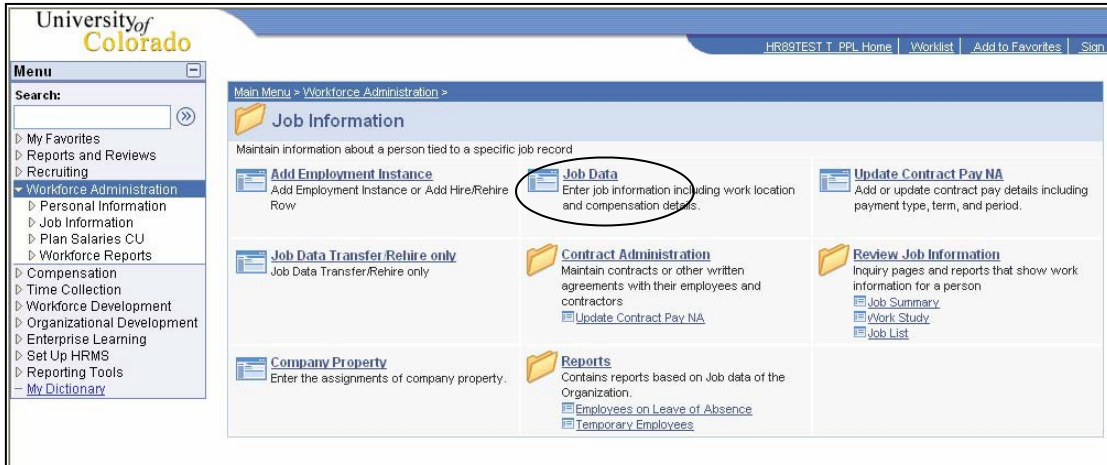 University of
Colorado
HR89TEST T PPL Home | Worklist | Add to Favorites | Sign
Menu
Search:
My Favorites
Reports and Reviews
Recruiting
Workforce Administration
Personal Information
Job Information
Plan Salaries CU
Workforce Reports
Compensation
Time Collection
Workforce Development
Organizational Development
Enterprise Learning
Set Up HRMS
Reporting Tools
My Dictionary
Main Menu > Workforce Administration >
Job Information
Maintain information about a person tied to a specific job record
Add Employment Instance
Add Employment Instance or Add Hire/Rehire
Row
Job Data
Enter job information including work location
and compensation details.
Update Contract Pay NA
Add or update contract pay details including
payment type, term, and period.
Job Data Transfer/Rehire only
Job Data Transfer/Rehire only
Contract Administration
Maintain contracts or other written
agreements with their employees and
contractors
Update Contract Pay NA
Review Job Information
Inquiry pages and reports that show work
information for a person
Job Summary
Work Study
Job List
Company Property
Enter the assignments of company property.
Reports
Contains reports based on Job data of the
Organization.
Employees on Leave of Absence
Temporary Employees